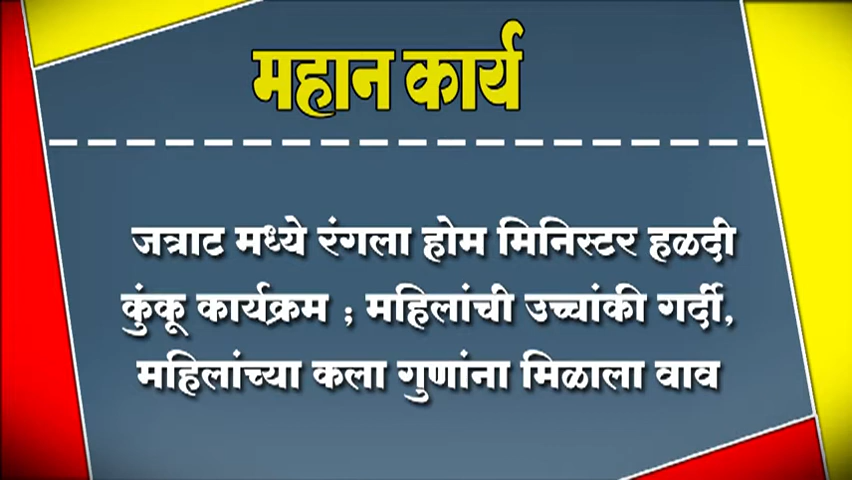 महान कार्य
जत्राट मध्ये रंगला होम मिनिस्टर हळदी
कुंकू कार्यक्रम ; महिलांची उच्चांकी गर्दी,
महिलांच्या कला गुणांना मिळाला वाव